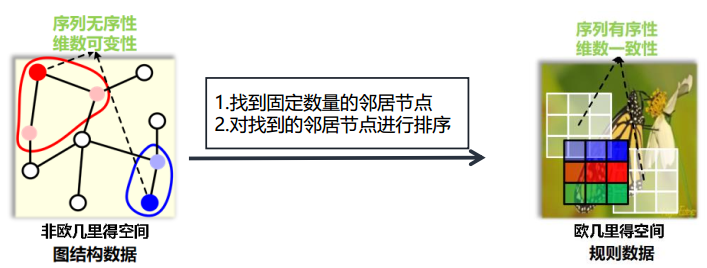 序列无序性
维数可变性
1.找到固定数量的邻居节点
2.对找到的邻居节点进行排序
序列有序性
维数一致性
非欧几里得空间
图结构数据
欧几里得空间
规则数据